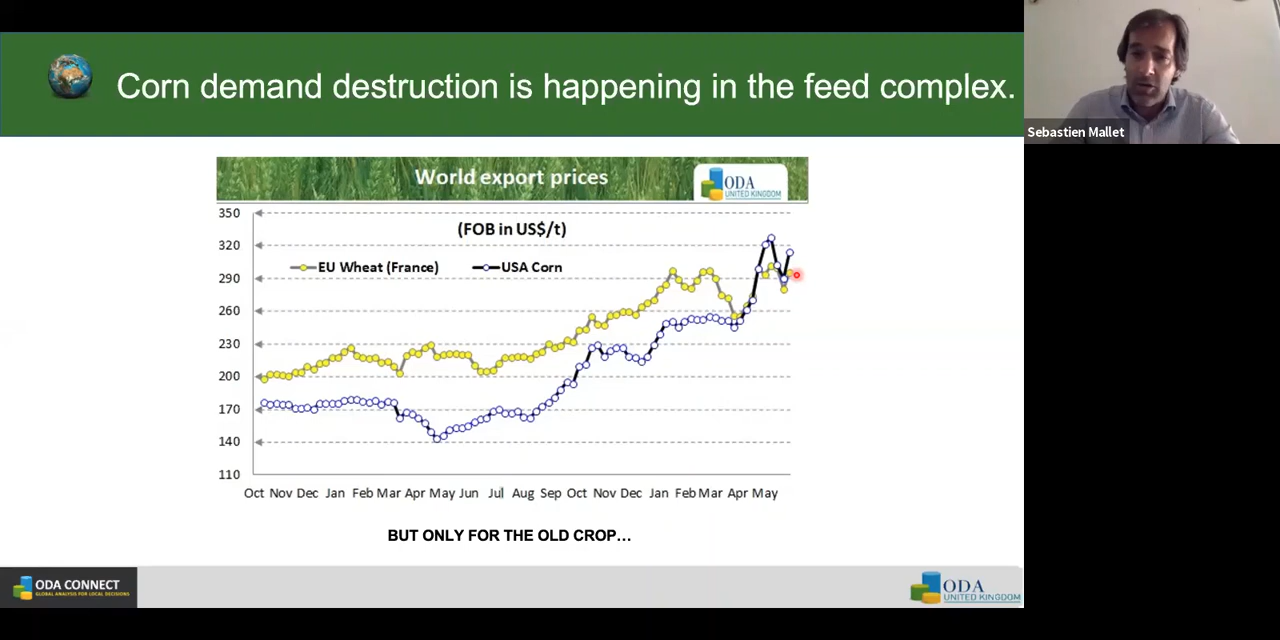 Corn demand destruction is happening in the feed complex.
Sebastien Mallet
World export prices
ODA
UNITED KINGDOM
(FOB in US$/t)
EU Wheat (France)
USA Corn
350
320
290
260
230
200
170
140
110
Oct Nov Dec Jan Feb Mar Apr May Jun Jul Aug Sep Oct Nov Dec Jan Feb Mar Apr May
BUT ONLY FOR THE OLD CROP...
ODA CONNECT
GLOBAL ANALYSIS FOR LOCAL DECISIONS
ODA
UNITED KINGDOM